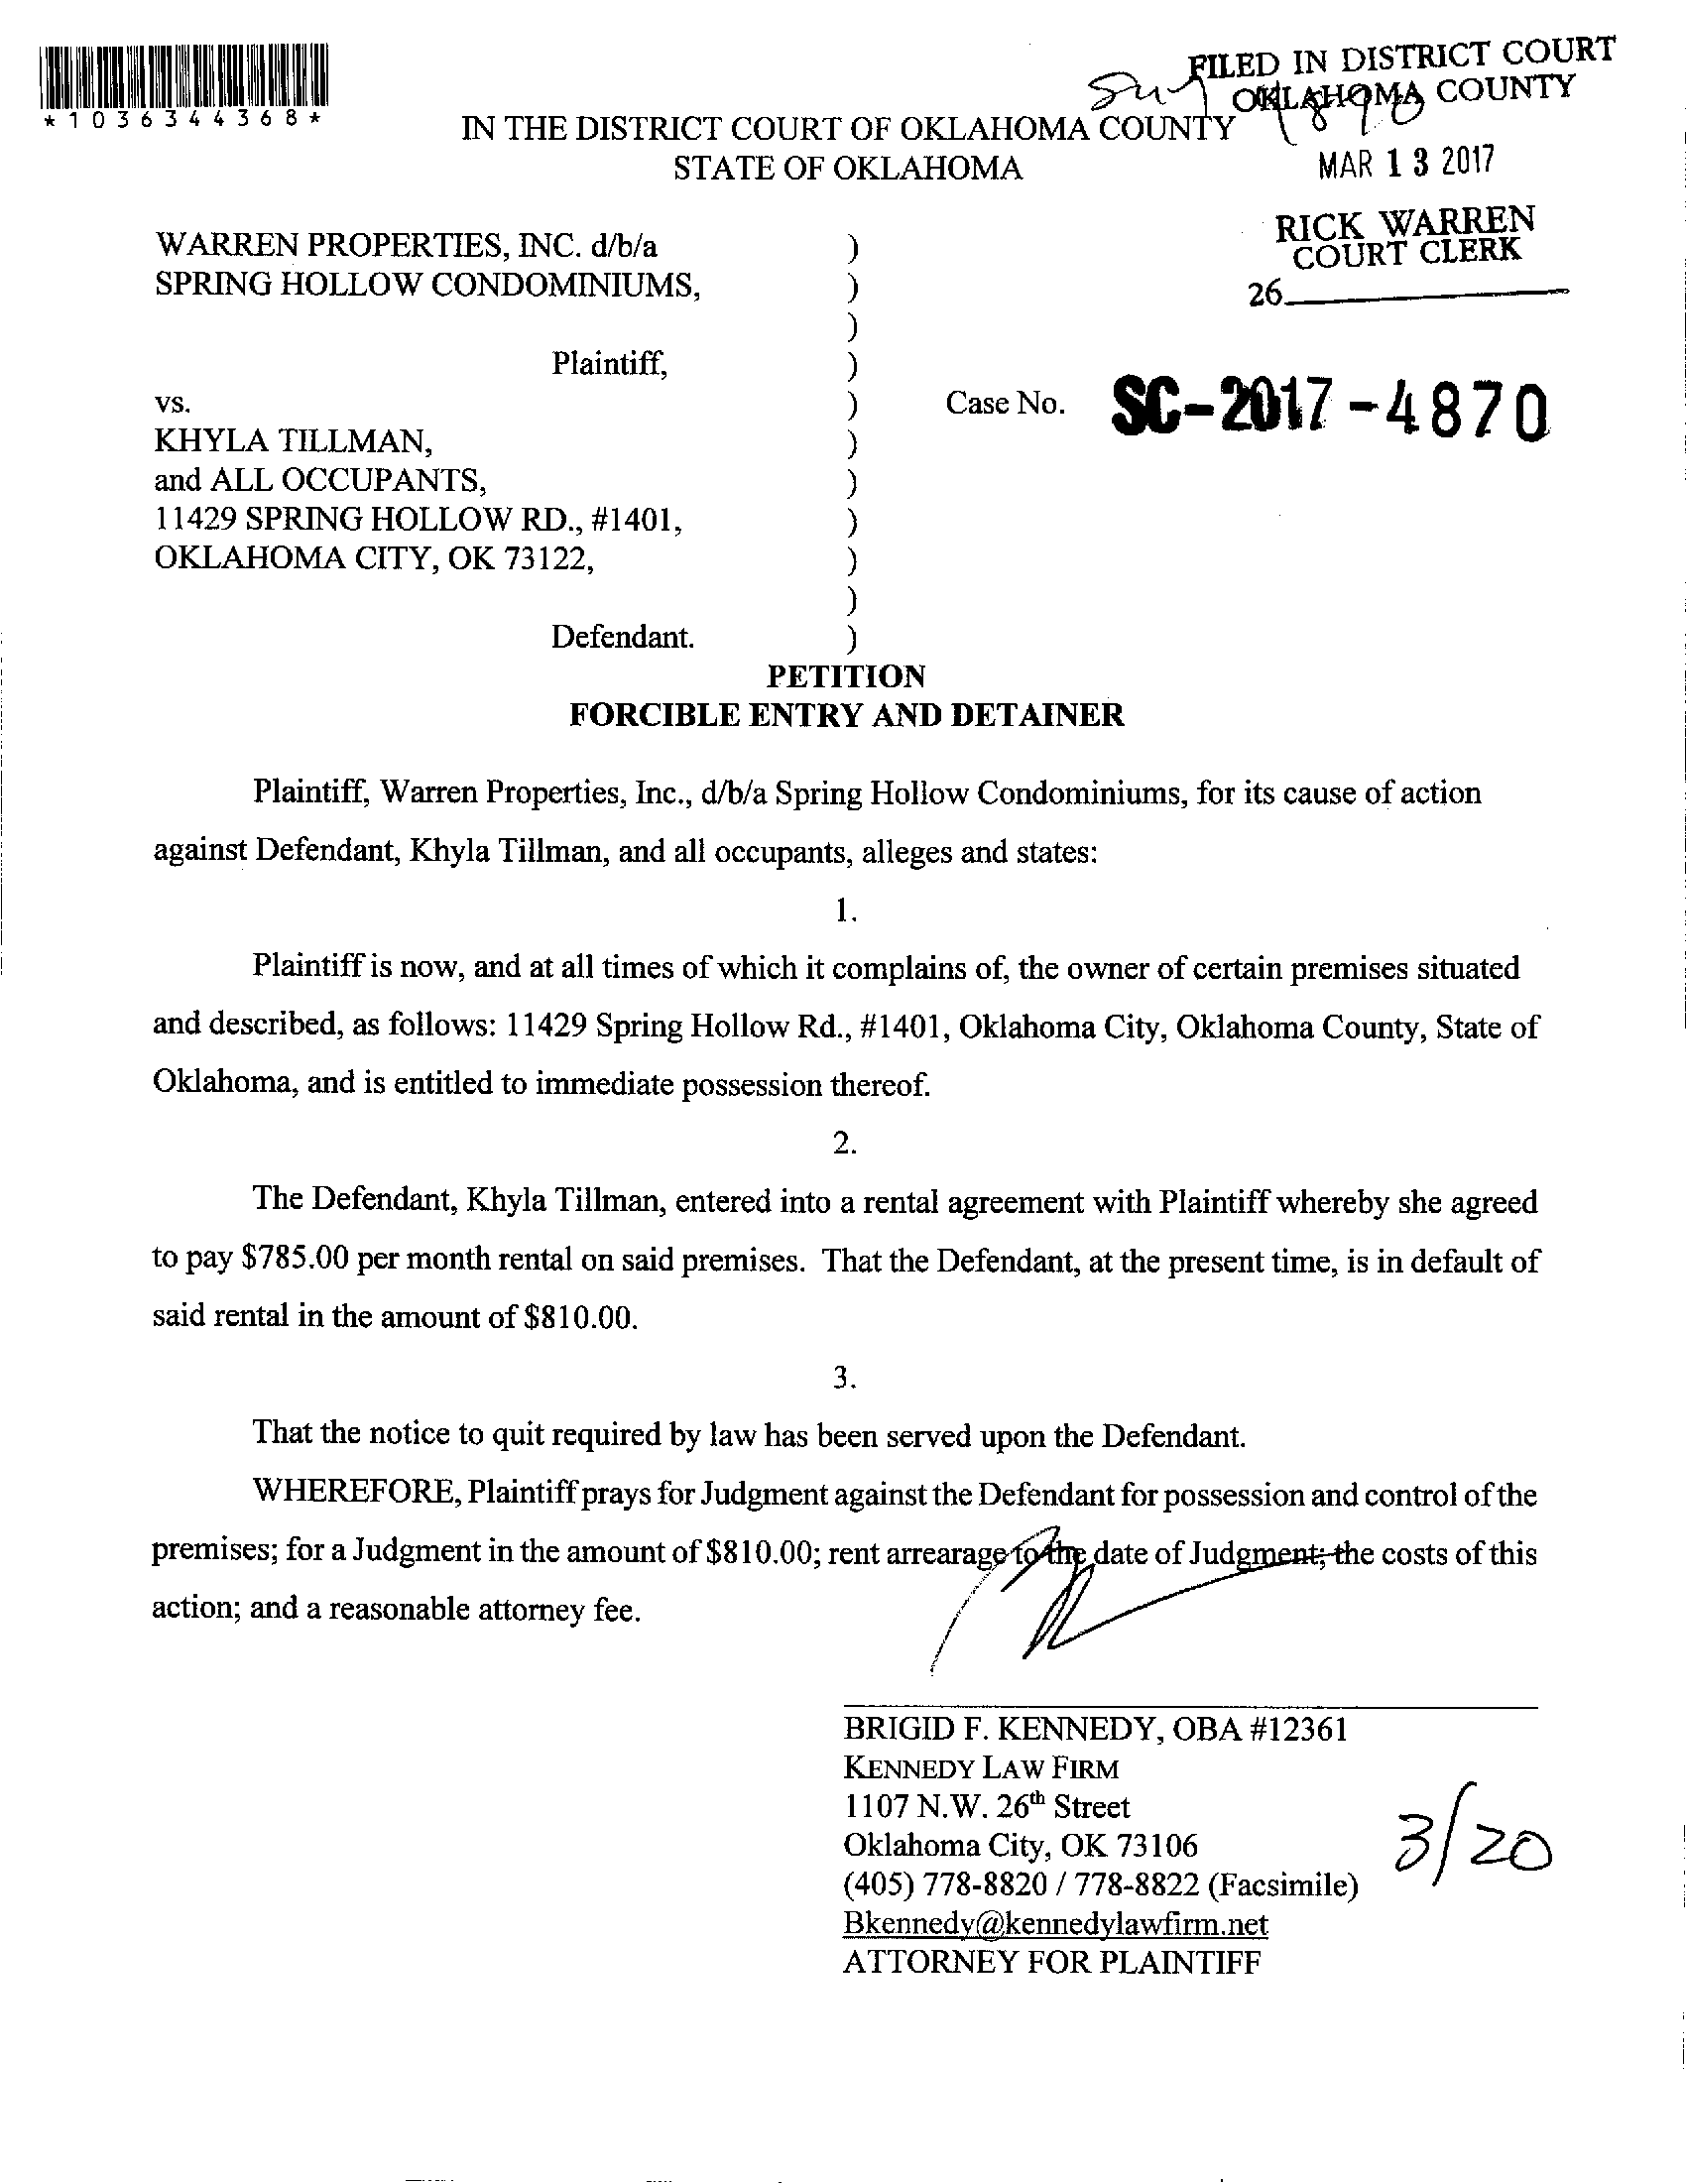 *1036344368*
FILED IN DISTRICT COURT
OKLAHOMA COUNTY
IN THE DISTRICT COURT OF OKLAHOMA COUNTY
STATE OF OKLAHOMA
MAR 13 2017
RICK WARREN
COURT CLERK
26
WARREN PROPERTIES, INC. d/b/a )
SPRING HOLLOW CONDOMINIUMS, )
)
Plaintiff, )
vs. ) Case No. SC-2017-4870
KHYLA TILLMAN, )
and ALL OCCUPANTS, )
11429 SPRING HOLLOW RD., #1401, )
OKLAHOMA CITY, OK 73122, )
)
Defendant. )
PETITION
FORCIBLE ENTRY AND DETAINER
Plaintiff, Warren Properties, Inc., d/b/a Spring Hollow Condominiums, for its cause of action
against Defendant, Khyla Tillman, and all occupants, alleges and states:
1.
Plaintiff is now, and at all times of which it complains of, the owner of certain premises situated
and described, as follows: 11429 Spring Hollow Rd., #1401, Oklahoma City, Oklahoma County, State of
Oklahoma, and is entitled to immediate possession thereof.
2.
The Defendant, Khyla Tillman, entered into a rental agreement with Plaintiff whereby she agreed
to pay $785.00 per month rental on said premises. That the Defendant, at the present time, is in default of
said rental in the amount of $810.00.
3.
That the notice to quit required by law has been served upon the Defendant.
WHEREFORE, Plaintiff prays for Judgment against the Defendant for possession and control of the
premises; for a Judgment in the amount of $810.00; rent arrearage to the date of Judgment; the costs of this
action; and a reasonable attorney fee.
BRIGID F. KENNEDY, OBA #12361
KENNEDY LAW FIRM
1107 N.W. 26th Street
Oklahoma City, OK 73106
(405) 778-8820 / 778-8822 (Facsimile)
Bkennedy@kennedylawfirm.net
ATTORNEY FOR PLAINTIFF
3/20